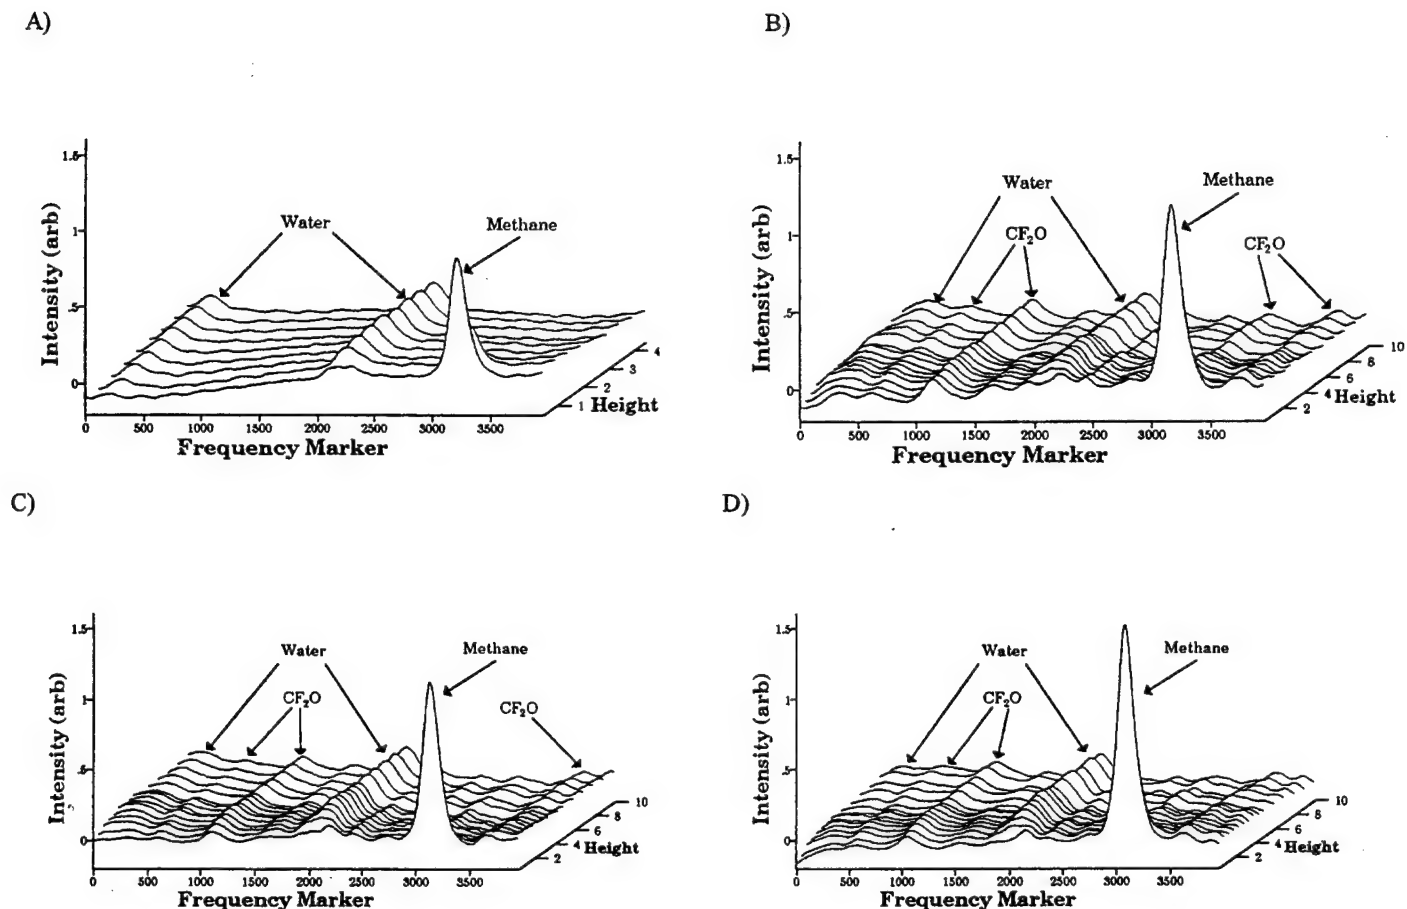 A)
Intensity (arb)
1.5
1
.5
0
Water
Methane
4
3
2
1
Height
0 500 1000 1500 2000 2500 3000 3500
Frequency Marker
B)
Intensity (arb)
1.5
1
.5
0
Water
Methane
CF₂O
CF₂O
10
8
6
4 Height
2
0 500 1000 1500 2000 2500 3000 3500
Frequency Marker
C)
Intensity (arb)
1.5
1
.5
0
Water
Methane
CF₂O
CF₂O
10
8
6
4 Height
2
0 500 1000 1500 2000 2500 3000 3500
Frequency Marker
D)
Intensity (arb)
1.5
1
.5
0
Water
Methane
CF₂O
10
8
6
4 Height
2
0 500 1000 1500 2000 2500 3000 3500
Frequency Marker